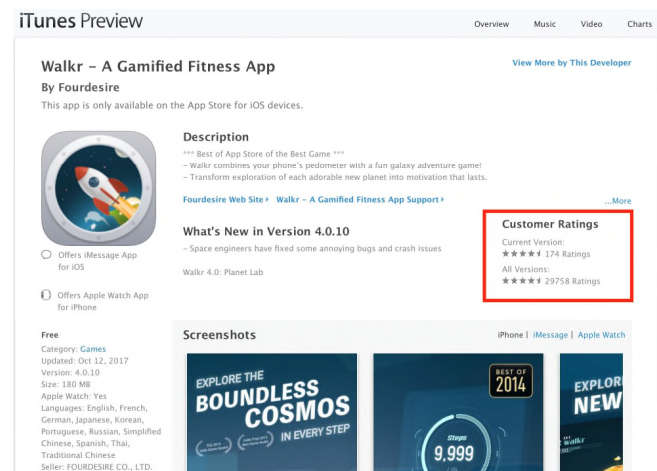 iTunes Preview
Overview Music Video Charts
Walkr – A Gamified Fitness App
View More by This Developer
By Fourdesire
This app is only available on the App Store for iOS devices.
Description
*** Best of App Store of the Best Game ***
– Walkr combines your phone's pedometer with a fun galaxy adventure game!
– Transform exploration of each adorable new planet into motivation that lasts.
Fourdesire Web Site Walkr – A Gamified Fitness App Support
...More
What's New in Version 4.0.10
– Space engineers have fixed some annoying bugs and crash issues
Walkr 4.0: Planet Lab
Customer Ratings
Current Version:
★★★★ 174 Ratings
All Versions:
★★★★ 29758 Ratings
Offers iMessage App
for iOS
Offers Apple Watch App
for iPhone
Free
Category: Games
Updated: Oct 12, 2017
Version: 4.0.10
Size: 180 MB
Apple Watch: Yes
Languages: English, French,
German, Japanese, Korean,
Portuguese, Russian, Simplified
Chinese, Spanish, Thai,
Traditional Chinese
Seller: FOURDESIRE CO., LTD.
Screenshots
iPhone | iMessage | Apple Watch
EXPLORE THE
BOUNDLESS
COSMOS
IN EVERY STEP
BEST OF
2014
Steps
9,999
EXPLOR
NEW
Walkr